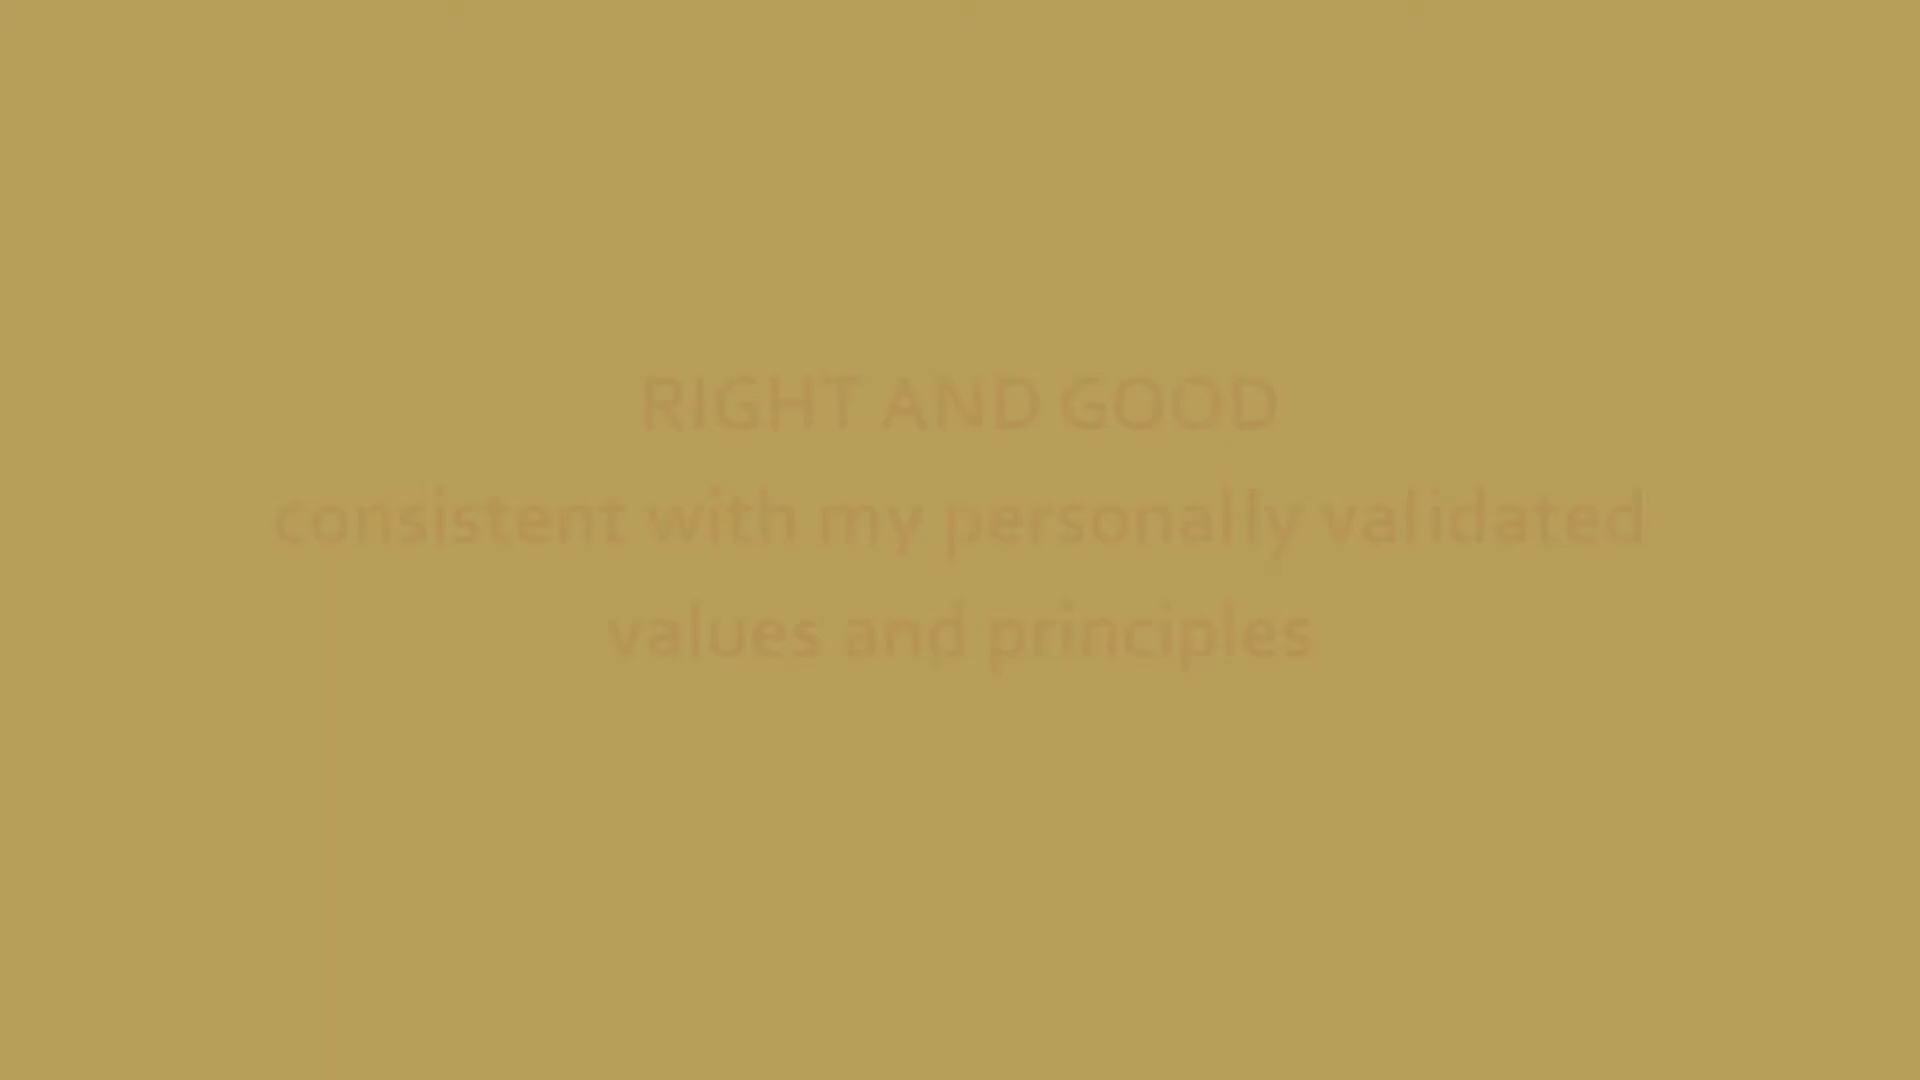 RIGHT AND GOOD
consistent with my personally validated
values and principles